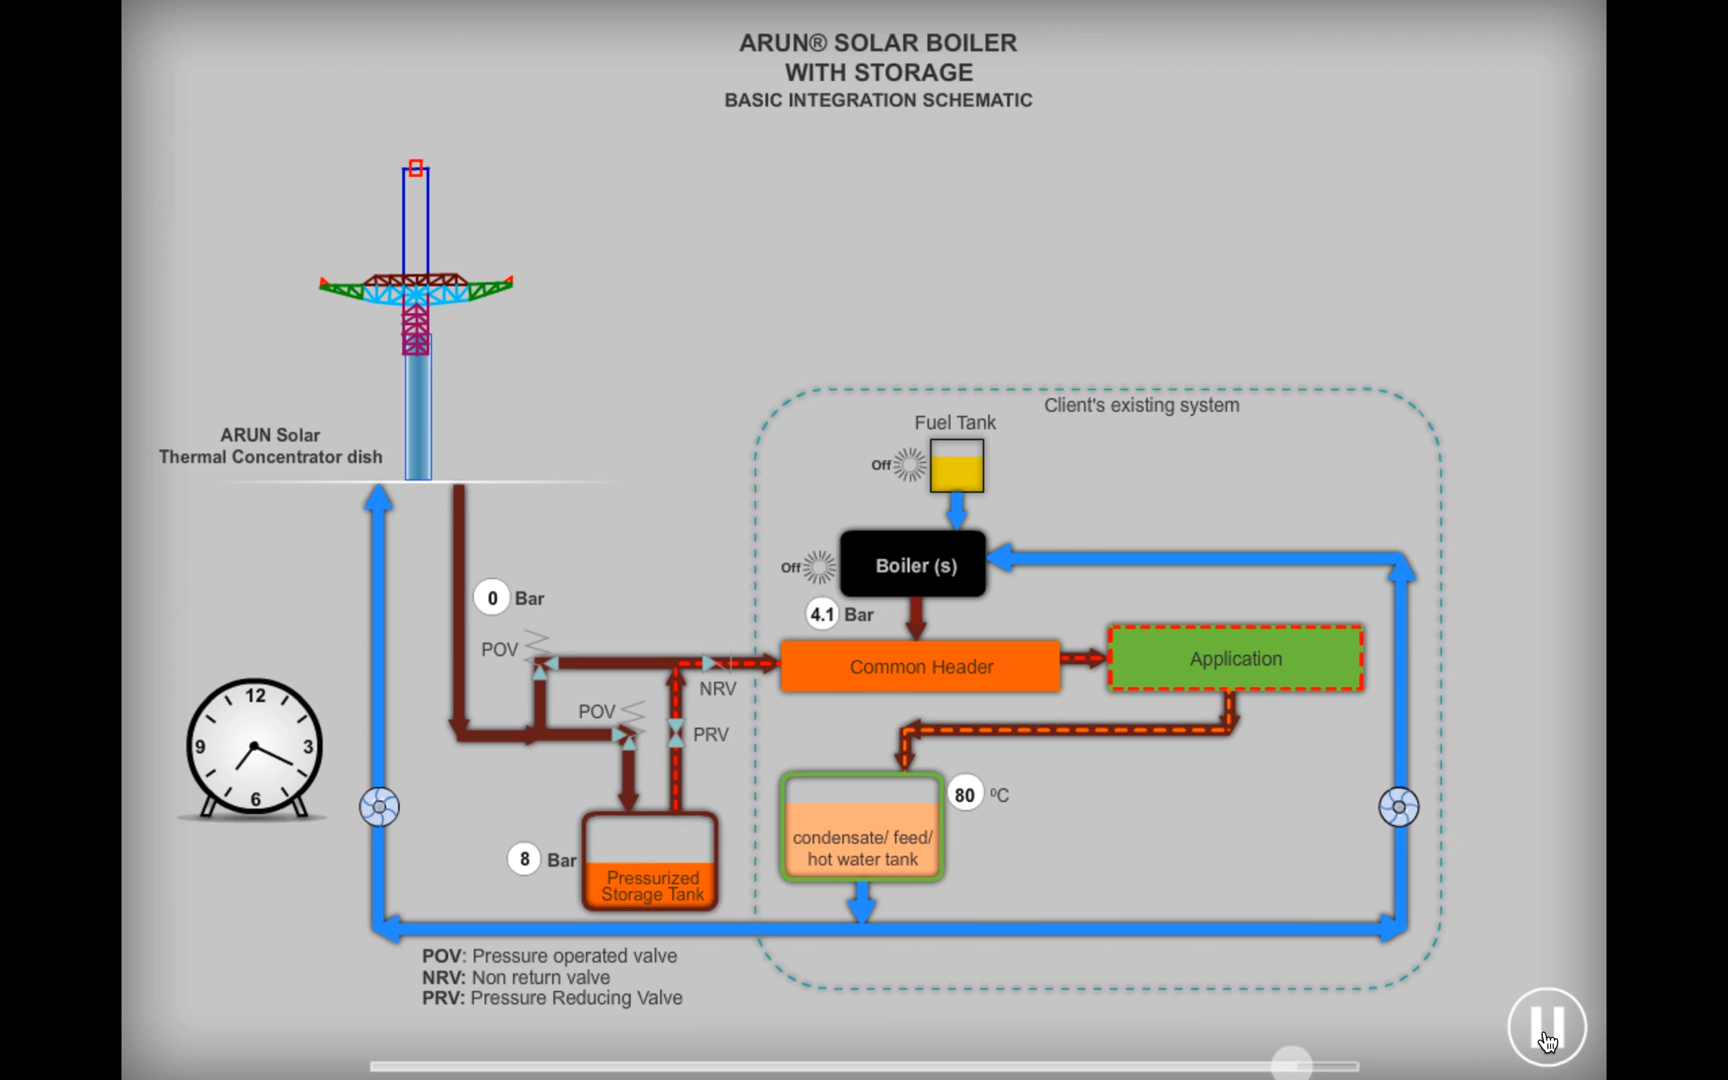 ARUN® SOLAR BOILER
WITH STORAGE
BASIC INTEGRATION SCHEMATIC
Client's existing system
Fuel Tank
ARUN Solar
Thermal Concentrator dish
Off
Off
Boiler (s)
0 Bar
4.1 Bar
POV
Common Header
Application
NRV
POV
PRV
12
9
3
6
80 ⁰C
condensate/ feed/
hot water tank
8 Bar
Pressurized
Storage Tank
POV: Pressure operated valve
NRV: Non return valve
PRV: Pressure Reducing Valve